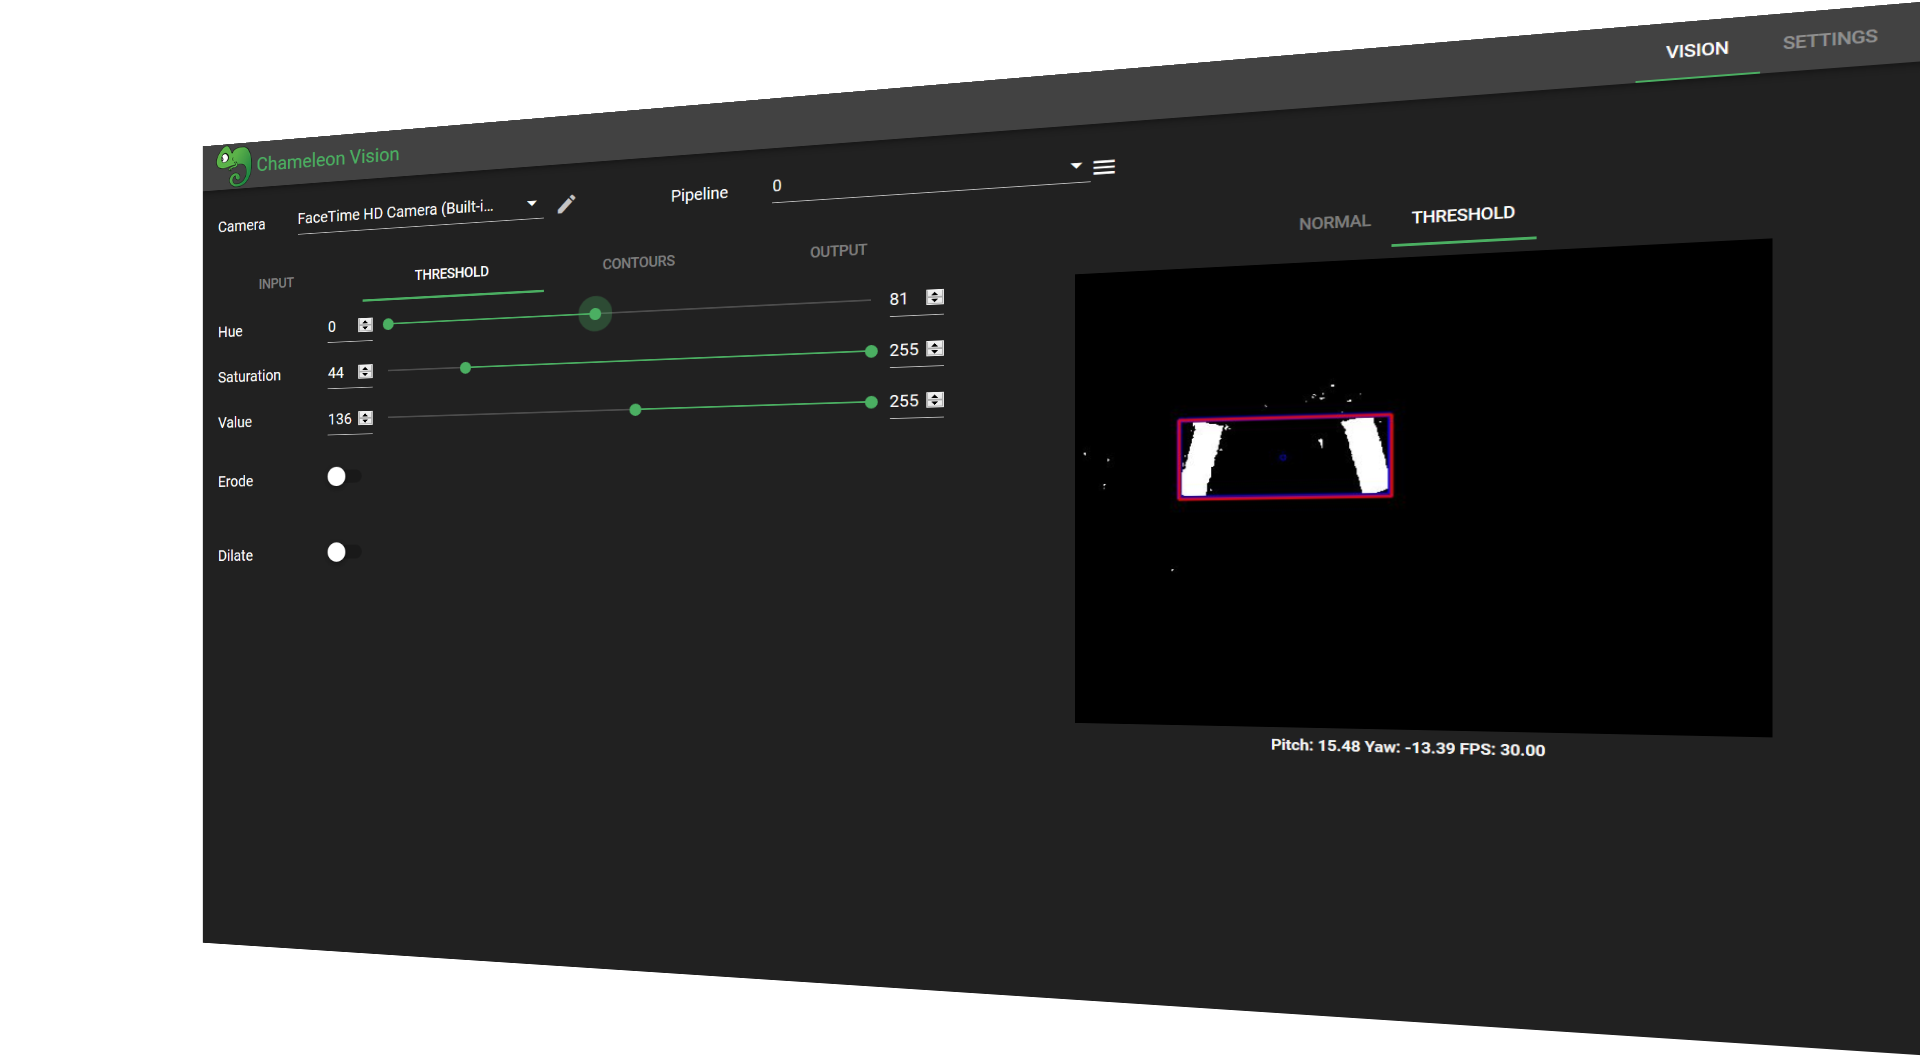 VISION SETTINGS
Chameleon Vision
Camera FaceTime HD Camera (Built-i... Pipeline 0
NORMAL THRESHOLD
INPUT THRESHOLD CONTOURS OUTPUT
Hue 0 81
Saturation 44 255
Value 136 255
Erode
Dilate
Pitch: 15.48 Yaw: -13.39 FPS: 30.00